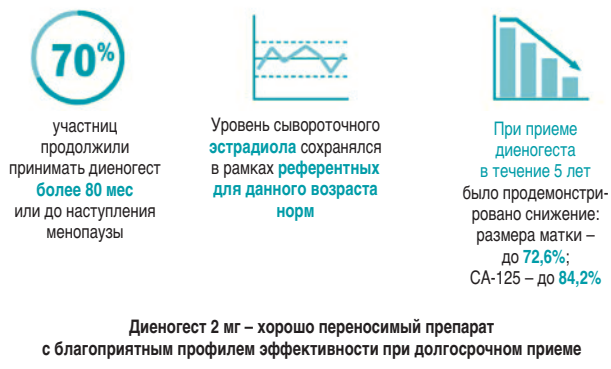 70%
участниц
продолжили
принимать диеногест
более 80 мес
или до наступления
менопаузы
Уровень сывороточного
эстрадиола сохранялся
в рамках референтных
для данного возраста
норм
При приеме
диеногеста
в течение 5 лет
было продемонстри-
ровано снижение:
размера матки –
до 72,6%;
СА-125 – до 84,2%
Диеногест 2 мг – хорошо переносимый препарат
с благоприятным профилем эффективности при долгосрочном приеме